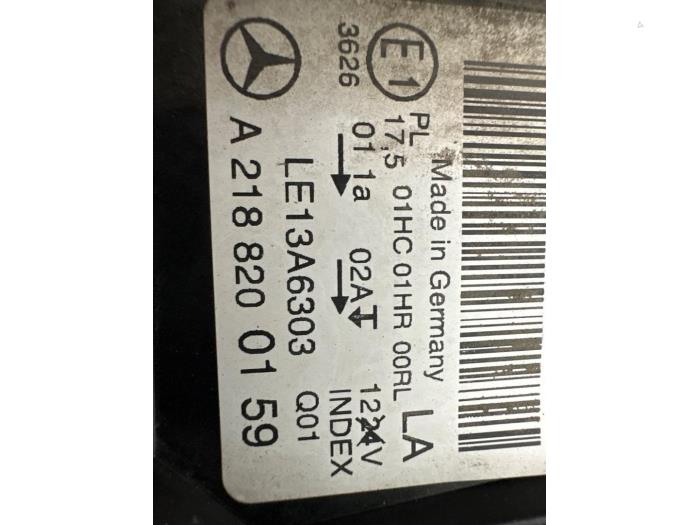 Made in Germany
PL 01HC 01HR 00RL LA
E1 17,5
3626 01 1a 02A 1224V
INDEX
LE13A6303 Q01
A 218 820 01 59